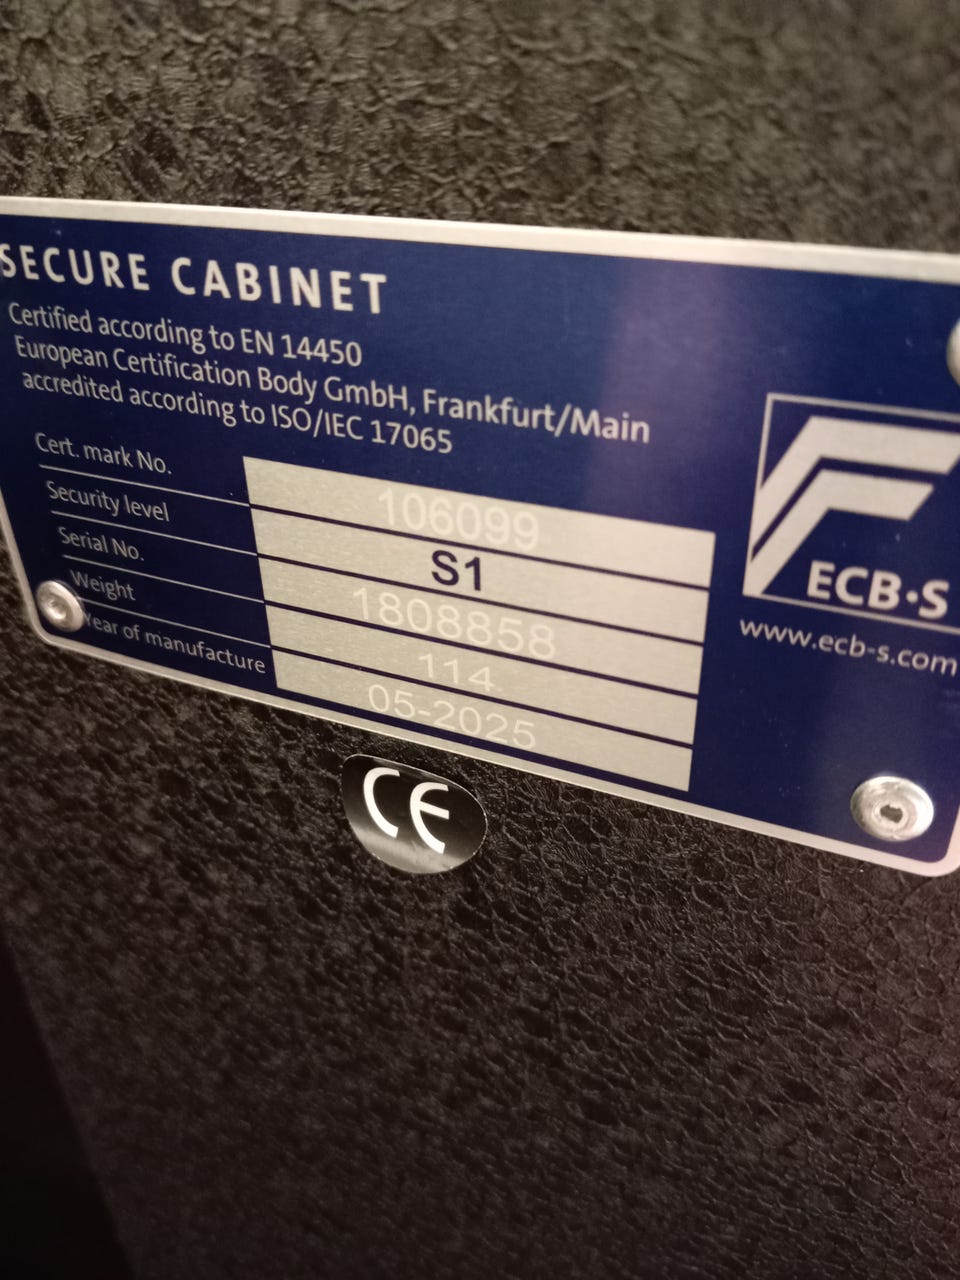 SECURE CABINET
Certified according to EN 14450
European Certification Body GmbH, Frankfurt/Main
accredited according to ISO/IEC 17065
Cert. mark No. 106099
Security level S1
Serial No. 1808858
Weight 114
Year of manufacture 05-2025
ECB·S
www.ecb-s.com
CE